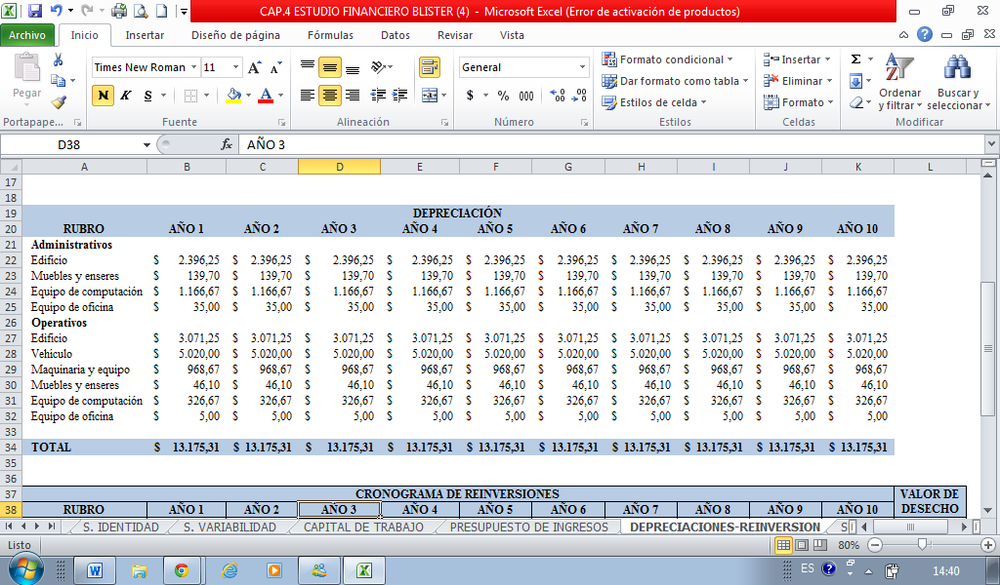 CAP.4 ESTUDIO FINANCIERO BLISTER (4) - Microsoft Excel (Error de activación de productos)
Archivo Inicio Insertar Diseño de página Fórmulas Datos Revisar Vista
Pegar Times New Roman 11 General Formato condicional Insertar
N K S $ % 000 Dar formato como tabla Eliminar Ordenar y filtrar Buscar y seleccionar
Estilos de celda Formato
Portapape... Fuente Alineación Número Estilos Celdas Modificar
D38 fx AÑO 3
A B C D E F G H I J K L
17
18
19 DEPRECIACIÓN
20 RUBRO AÑO 1 AÑO 2 AÑO 3 AÑO 4 AÑO 5 AÑO 6 AÑO 7 AÑO 8 AÑO 9 AÑO 10
21 Administrativos
22 Edificio $ 2.396,25 $ 2.396,25 $ 2.396,25 $ 2.396,25 $ 2.396,25 $ 2.396,25 $ 2.396,25 $ 2.396,25 $ 2.396,25 $ 2.396,25
23 Muebles y enseres $ 139,70 $ 139,70 $ 139,70 $ 139,70 $ 139,70 $ 139,70 $ 139,70 $ 139,70 $ 139,70 $ 139,70
24 Equipo de computación $ 1.166,67 $ 1.166,67 $ 1.166,67 $ 1.166,67 $ 1.166,67 $ 1.166,67 $ 1.166,67 $ 1.166,67 $ 1.166,67 $ 1.166,67
25 Equipo de oficina $ 35,00 $ 35,00 $ 35,00 $ 35,00 $ 35,00 $ 35,00 $ 35,00 $ 35,00 $ 35,00 $ 35,00
26 Operativos
27 Edificio $ 3.071,25 $ 3.071,25 $ 3.071,25 $ 3.071,25 $ 3.071,25 $ 3.071,25 $ 3.071,25 $ 3.071,25 $ 3.071,25 $ 3.071,25
28 Vehículo $ 5.020,00 $ 5.020,00 $ 5.020,00 $ 5.020,00 $ 5.020,00 $ 5.020,00 $ 5.020,00 $ 5.020,00 $ 5.020,00 $ 5.020,00
29 Maquinaria y equipo $ 968,67 $ 968,67 $ 968,67 $ 968,67 $ 968,67 $ 968,67 $ 968,67 $ 968,67 $ 968,67 $ 968,67
30 Muebles y enseres $ 46,10 $ 46,10 $ 46,10 $ 46,10 $ 46,10 $ 46,10 $ 46,10 $ 46,10 $ 46,10 $ 46,10
31 Equipo de computación $ 326,67 $ 326,67 $ 326,67 $ 326,67 $ 326,67 $ 326,67 $ 326,67 $ 326,67 $ 326,67 $ 326,67
32 Equipo de oficina $ 5,00 $ 5,00 $ 5,00 $ 5,00 $ 5,00 $ 5,00 $ 5,00 $ 5,00 $ 5,00 $ 5,00
33
34 TOTAL $ 13.175,31 $ 13.175,31 $ 13.175,31 $ 13.175,31 $ 13.175,31 $ 13.175,31 $ 13.175,31 $ 13.175,31 $ 13.175,31 $ 13.175,31
35
36
37 CRONOGRAMA DE REINVERSIONES VALOR DE
38 RUBRO AÑO 1 AÑO 2 AÑO 3 AÑO 4 AÑO 5 AÑO 6 AÑO 7 AÑO 8 AÑO 9 AÑO 10 DESECHO
S. IDENTIDAD S. VARIABILIDAD CAPITAL DE TRABAJO PRESUPUESTO DE INGRESOS DEPRECIACIONES-REINVERSION S
Listo 80%
ES 14:40